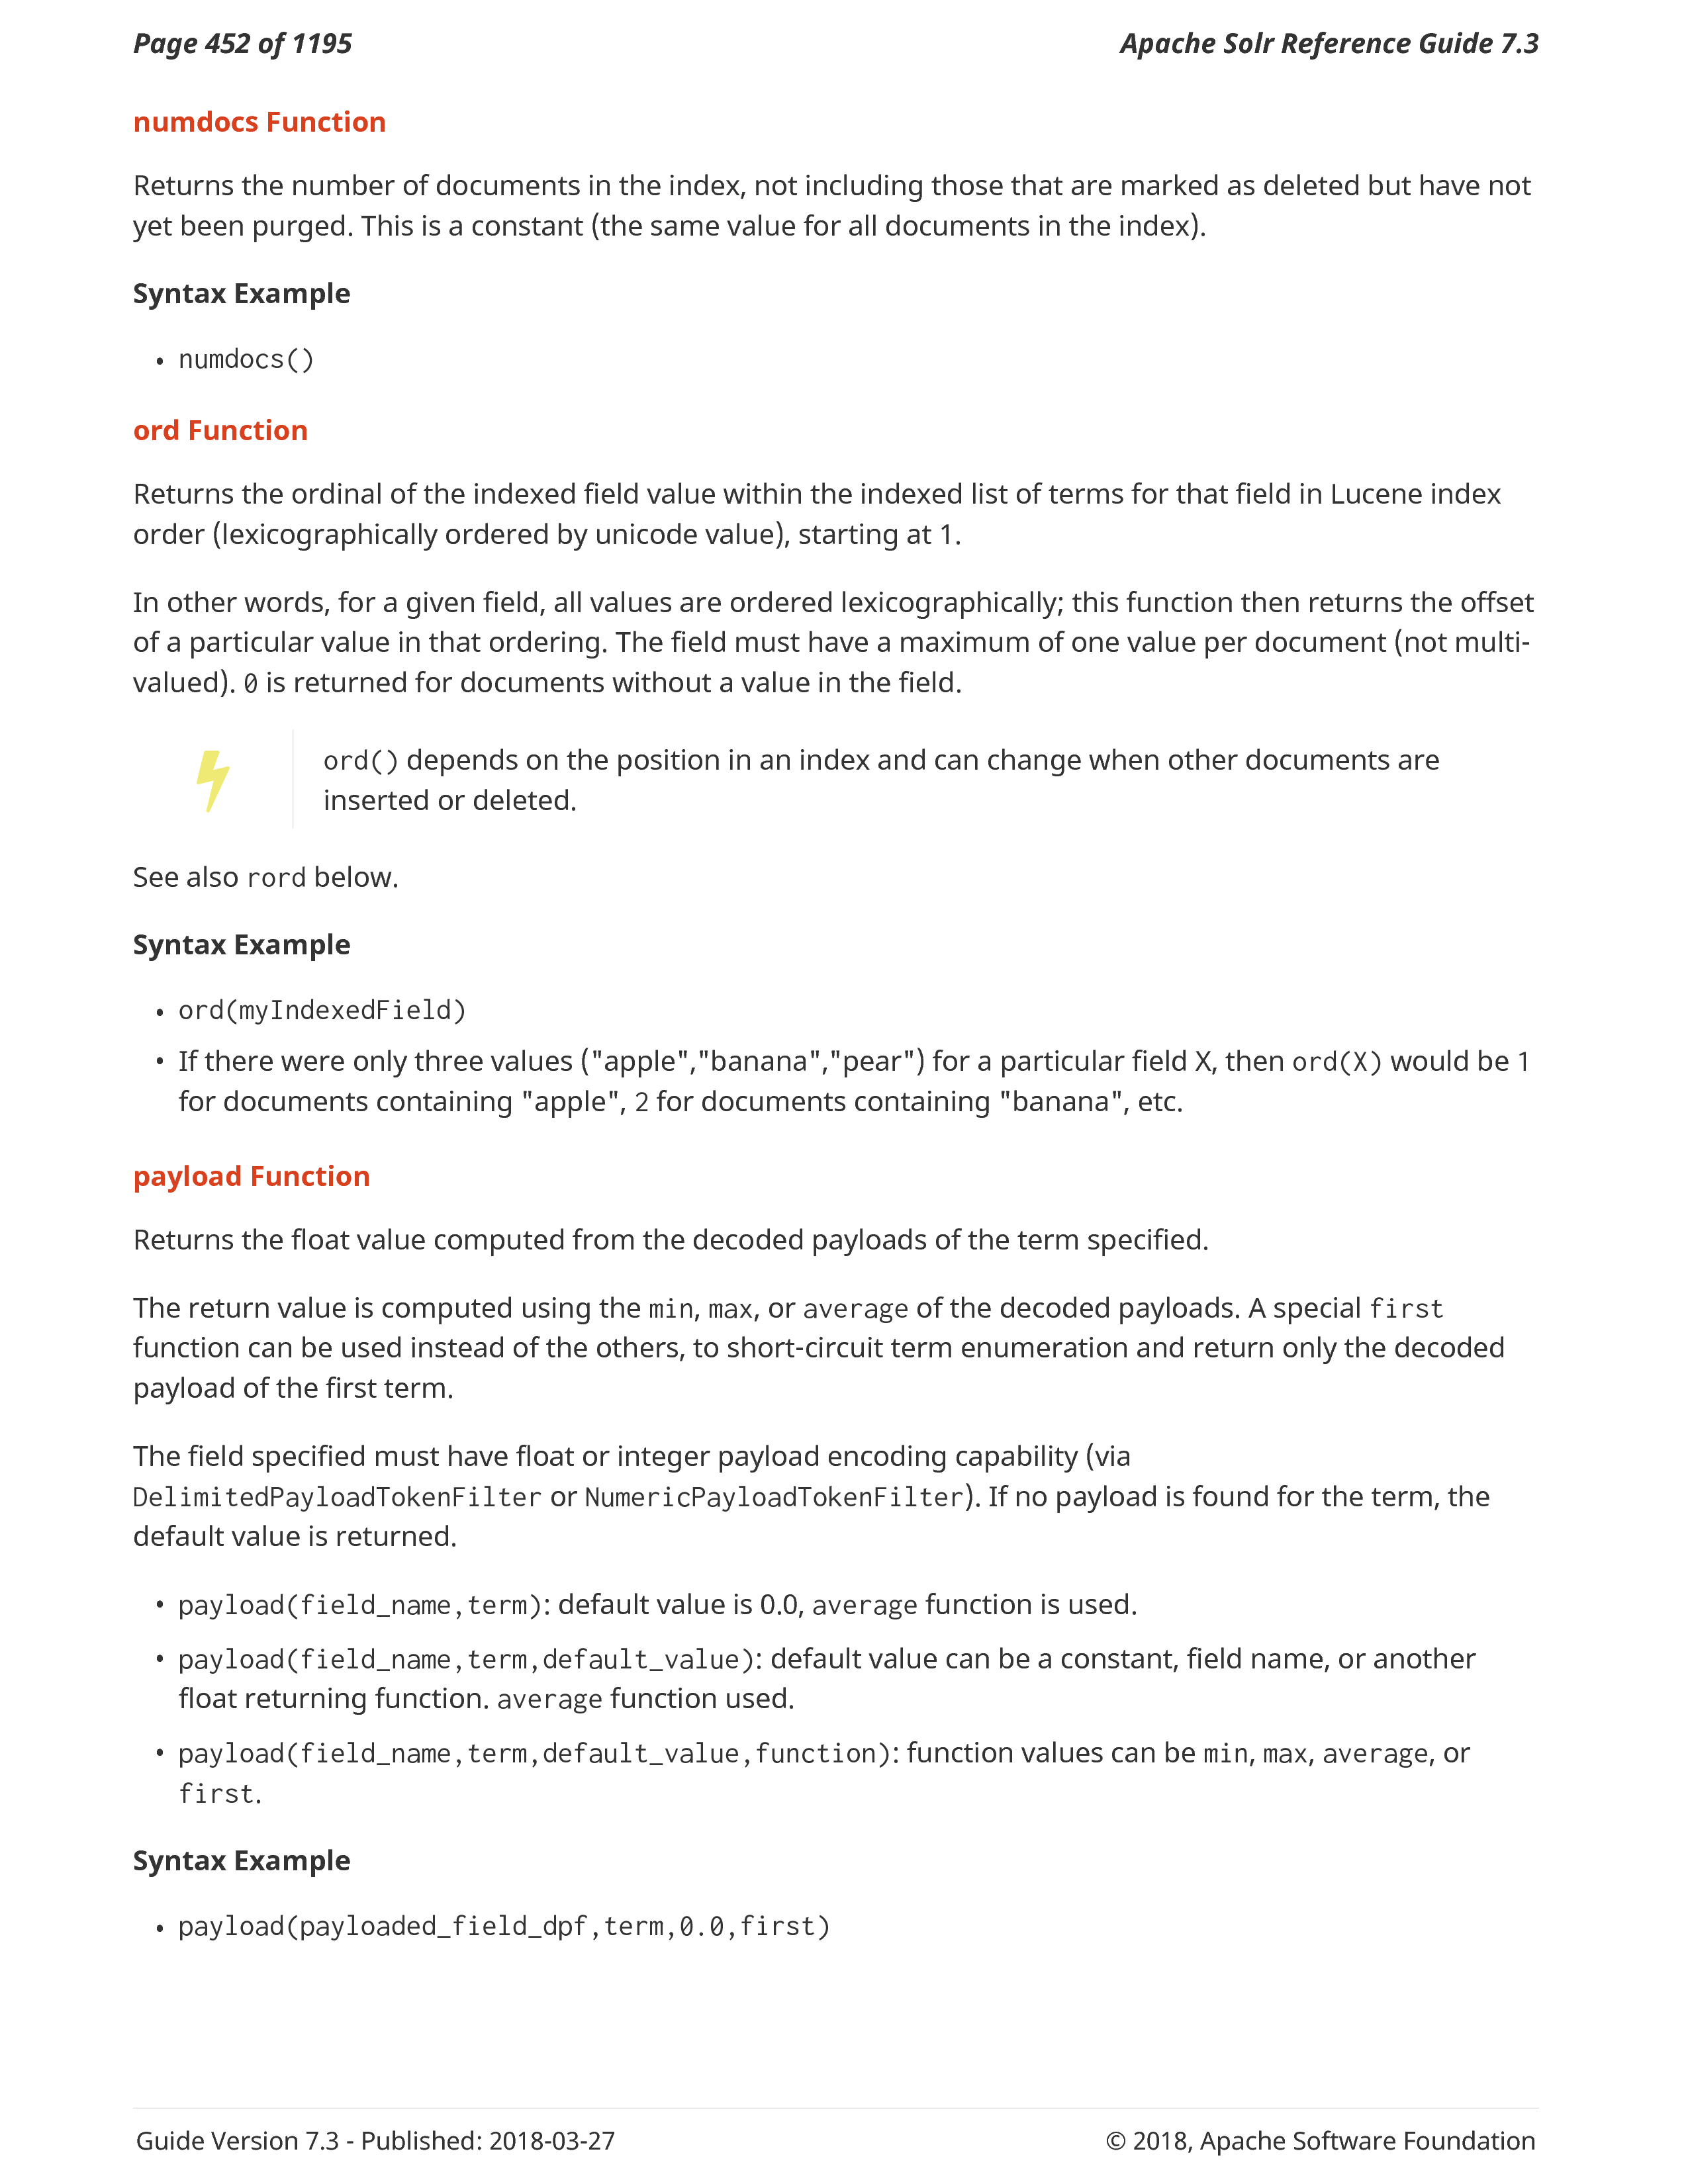 Page 452 of 1195
Apache Solr Reference Guide 7.3
numdocs Function
Returns the number of documents in the index, not including those that are marked as deleted but have not
yet been purged. This is a constant (the same value for all documents in the index).
Syntax Example
• numdocs()
ord Function
Returns the ordinal of the indexed field value within the indexed list of terms for that field in Lucene index
order (lexicographically ordered by unicode value), starting at 1.
In other words, for a given field, all values are ordered lexicographically; this function then returns the offset
of a particular value in that ordering. The field must have a maximum of one value per document (not multi-
valued). 0 is returned for documents without a value in the field.
ord() depends on the position in an index and can change when other documents are
inserted or deleted.
See also rord below.
Syntax Example
• ord(myIndexedField)
• If there were only three values ("apple","banana","pear") for a particular field X, then ord(X) would be 1
for documents containing "apple", 2 for documents containing "banana", etc.
payload Function
Returns the float value computed from the decoded payloads of the term specified.
The return value is computed using the min, max, or average of the decoded payloads. A special first
function can be used instead of the others, to short-circuit term enumeration and return only the decoded
payload of the first term.
The field specified must have float or integer payload encoding capability (via
DelimitedPayloadTokenFilter or NumericPayloadTokenFilter). If no payload is found for the term, the
default value is returned.
• payload(field_name,term): default value is 0.0, average function is used.
• payload(field_name,term,default_value): default value can be a constant, field name, or another
float returning function. average function used.
• payload(field_name,term,default_value,function): function values can be min, max, average, or
first.
Syntax Example
• payload(payloaded_field_dpf,term,0.0,first)
Guide Version 7.3 - Published: 2018-03-27
© 2018, Apache Software Foundation